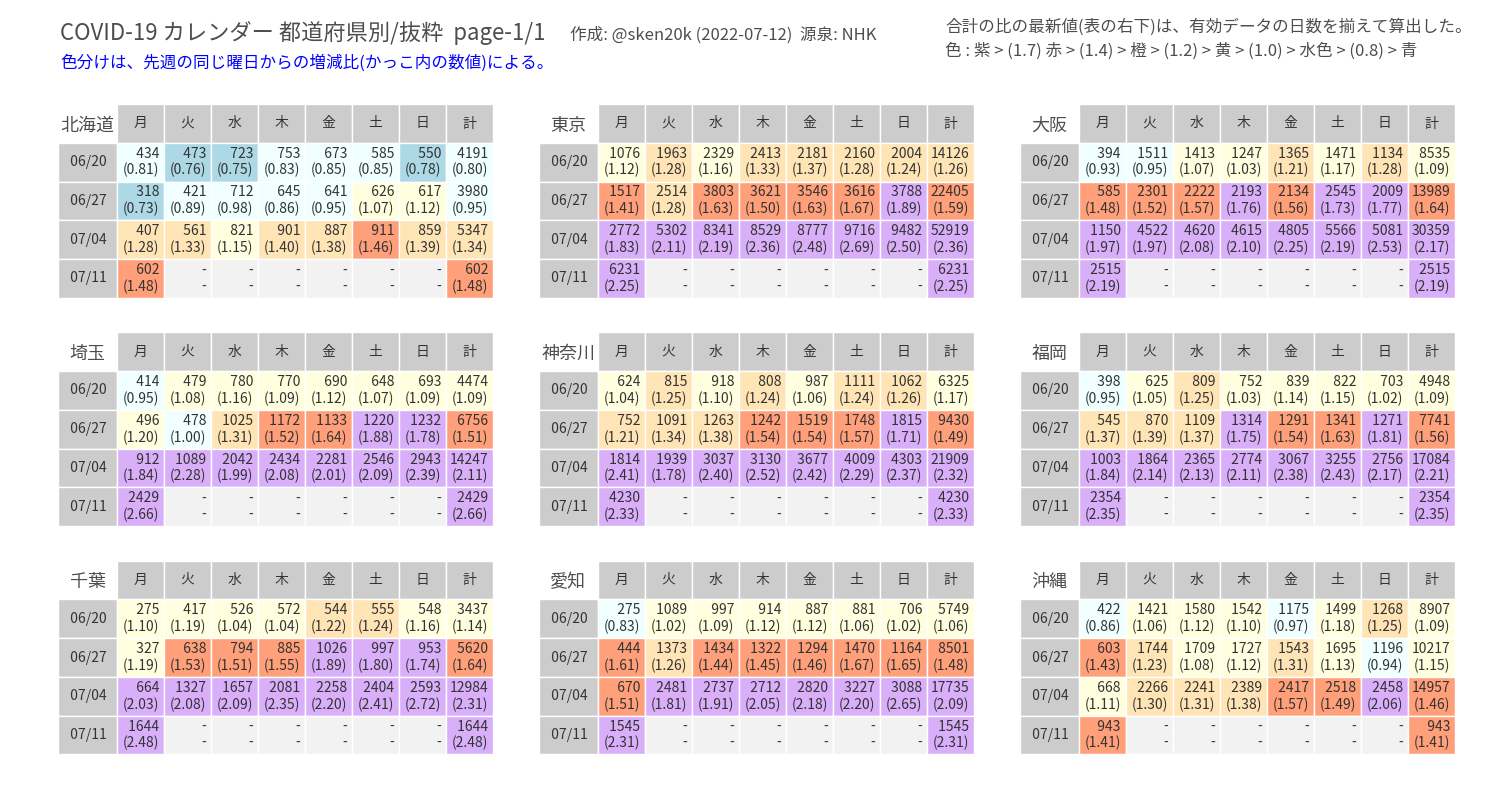 COVID-19 カレンダー 都道府県別/抜粋 page-1/1
作成: @sken20k (2022-07-12) 源泉: NHK
合計の比の最新値(表の右下)は、有効データの日数を揃えて算出した。
色分けは、先週の同じ曜日からの増減比(かっこ内の数値)による。
色 : 紫 > (1.7) 赤 > (1.4) > 橙 > (1.2) > 黄 > (1.0) > 水色 > (0.8) > 青
北海道 月 火 水 木 金 土 日 計
06/20 434 473 723 753 673 585 550 4191
(0.81) (0.76) (0.75) (0.83) (0.85) (0.85) (0.78) (0.80)
06/27 318 421 712 645 641 626 617 3980
(0.73) (0.89) (0.98) (0.86) (0.95) (1.07) (1.12) (0.95)
07/04 407 561 821 901 887 911 859 5347
(1.28) (1.33) (1.15) (1.40) (1.38) (1.46) (1.39) (1.34)
07/11 602 - - - - - - 602
(1.48) - - - - - - (1.48)
東京 月 火 水 木 金 土 日 計
06/20 1076 1963 2329 2413 2181 2160 2004 14126
(1.12) (1.28) (1.16) (1.33) (1.37) (1.28) (1.24) (1.26)
06/27 1517 2514 3803 3621 3546 3616 3788 22405
(1.41) (1.28) (1.63) (1.50) (1.63) (1.67) (1.89) (1.59)
07/04 2772 5302 8341 8529 8777 9716 9482 52919
(1.83) (2.11) (2.19) (2.36) (2.48) (2.69) (2.50) (2.36)
07/11 6231 - - - - - - 6231
(2.25) - - - - - - (2.25)
大阪 月 火 水 木 金 土 日 計
06/20 394 1511 1413 1247 1365 1471 1134 8535
(0.93) (0.95) (1.07) (1.03) (1.21) (1.17) (1.28) (1.09)
06/27 585 2301 2222 2193 2134 2545 2009 13989
(1.48) (1.52) (1.57) (1.76) (1.56) (1.73) (1.77) (1.64)
07/04 1150 4522 4620 4615 4805 5566 5081 30359
(1.97) (1.97) (2.08) (2.10) (2.25) (2.19) (2.53) (2.17)
07/11 2515 - - - - - - 2515
(2.19) - - - - - - (2.19)
埼玉 月 火 水 木 金 土 日 計
06/20 414 479 780 770 690 648 693 4474
(0.95) (1.08) (1.16) (1.09) (1.12) (1.07) (1.09) (1.09)
06/27 496 478 1025 1172 1133 1220 1232 6756
(1.20) (1.00) (1.31) (1.52) (1.64) (1.88) (1.78) (1.51)
07/04 912 1089 2042 2434 2281 2546 2943 14247
(1.84) (2.28) (1.99) (2.08) (2.01) (2.09) (2.39) (2.11)
07/11 2429 - - - - - - 2429
(2.66) - - - - - - (2.66)
神奈川 月 火 水 木 金 土 日 計
06/20 624 815 918 808 987 1111 1062 6325
(1.04) (1.25) (1.10) (1.24) (1.06) (1.24) (1.26) (1.17)
06/27 752 1091 1263 1242 1519 1748 1815 9430
(1.21) (1.34) (1.38) (1.54) (1.54) (1.57) (1.71) (1.49)
07/04 1814 1939 3037 3130 3677 4009 4303 21909
(2.41) (1.78) (2.40) (2.52) (2.42) (2.29) (2.37) (2.32)
07/11 4230 - - - - - - 4230
(2.33) - - - - - - (2.33)
福岡 月 火 水 木 金 土 日 計
06/20 398 625 809 752 839 822 703 4948
(0.95) (1.05) (1.25) (1.03) (1.14) (1.15) (1.02) (1.09)
06/27 545 870 1109 1314 1291 1341 1271 7741
(1.37) (1.39) (1.37) (1.75) (1.54) (1.63) (1.81) (1.56)
07/04 1003 1864 2365 2774 3067 3255 2756 17084
(1.84) (2.14) (2.13) (2.11) (2.38) (2.43) (2.17) (2.21)
07/11 2354 - - - - - - 2354
(2.35) - - - - - - (2.35)
千葉 月 火 水 木 金 土 日 計
06/20 275 417 526 572 544 555 548 3437
(1.10) (1.19) (1.04) (1.04) (1.22) (1.24) (1.16) (1.14)
06/27 327 638 794 885 1026 997 953 5620
(1.19) (1.53) (1.51) (1.55) (1.89) (1.80) (1.74) (1.64)
07/04 664 1327 1657 2081 2258 2404 2593 12984
(2.03) (2.08) (2.09) (2.35) (2.20) (2.41) (2.72) (2.31)
07/11 1644 - - - - - - 1644
(2.48) - - - - - - (2.48)
愛知 月 火 水 木 金 土 日 計
06/20 275 1089 997 914 887 881 706 5749
(0.83) (1.02) (1.09) (1.12) (1.12) (1.06) (1.02) (1.06)
06/27 444 1373 1434 1322 1294 1470 1164 8501
(1.61) (1.26) (1.44) (1.45) (1.46) (1.67) (1.65) (1.48)
07/04 670 2481 2737 2712 2820 3227 3088 17735
(1.51) (1.81) (1.91) (2.05) (2.18) (2.20) (2.65) (2.09)
07/11 1545 - - - - - - 1545
(2.31) - - - - - - (2.31)
沖縄 月 火 水 木 金 土 日 計
06/20 422 1421 1580 1542 1175 1499 1268 8907
(0.86) (1.06) (1.12) (1.10) (0.97) (1.18) (1.25) (1.09)
06/27 603 1744 1709 1727 1543 1695 1196 10217
(1.43) (1.23) (1.08) (1.12) (1.31) (1.13) (0.94) (1.15)
07/04 668 2266 2241 2389 2417 2518 2458 14957
(1.11) (1.30) (1.31) (1.38) (1.57) (1.49) (2.06) (1.46)
07/11 943 - - - - - - 943
(1.41) - - - - - - (1.41)